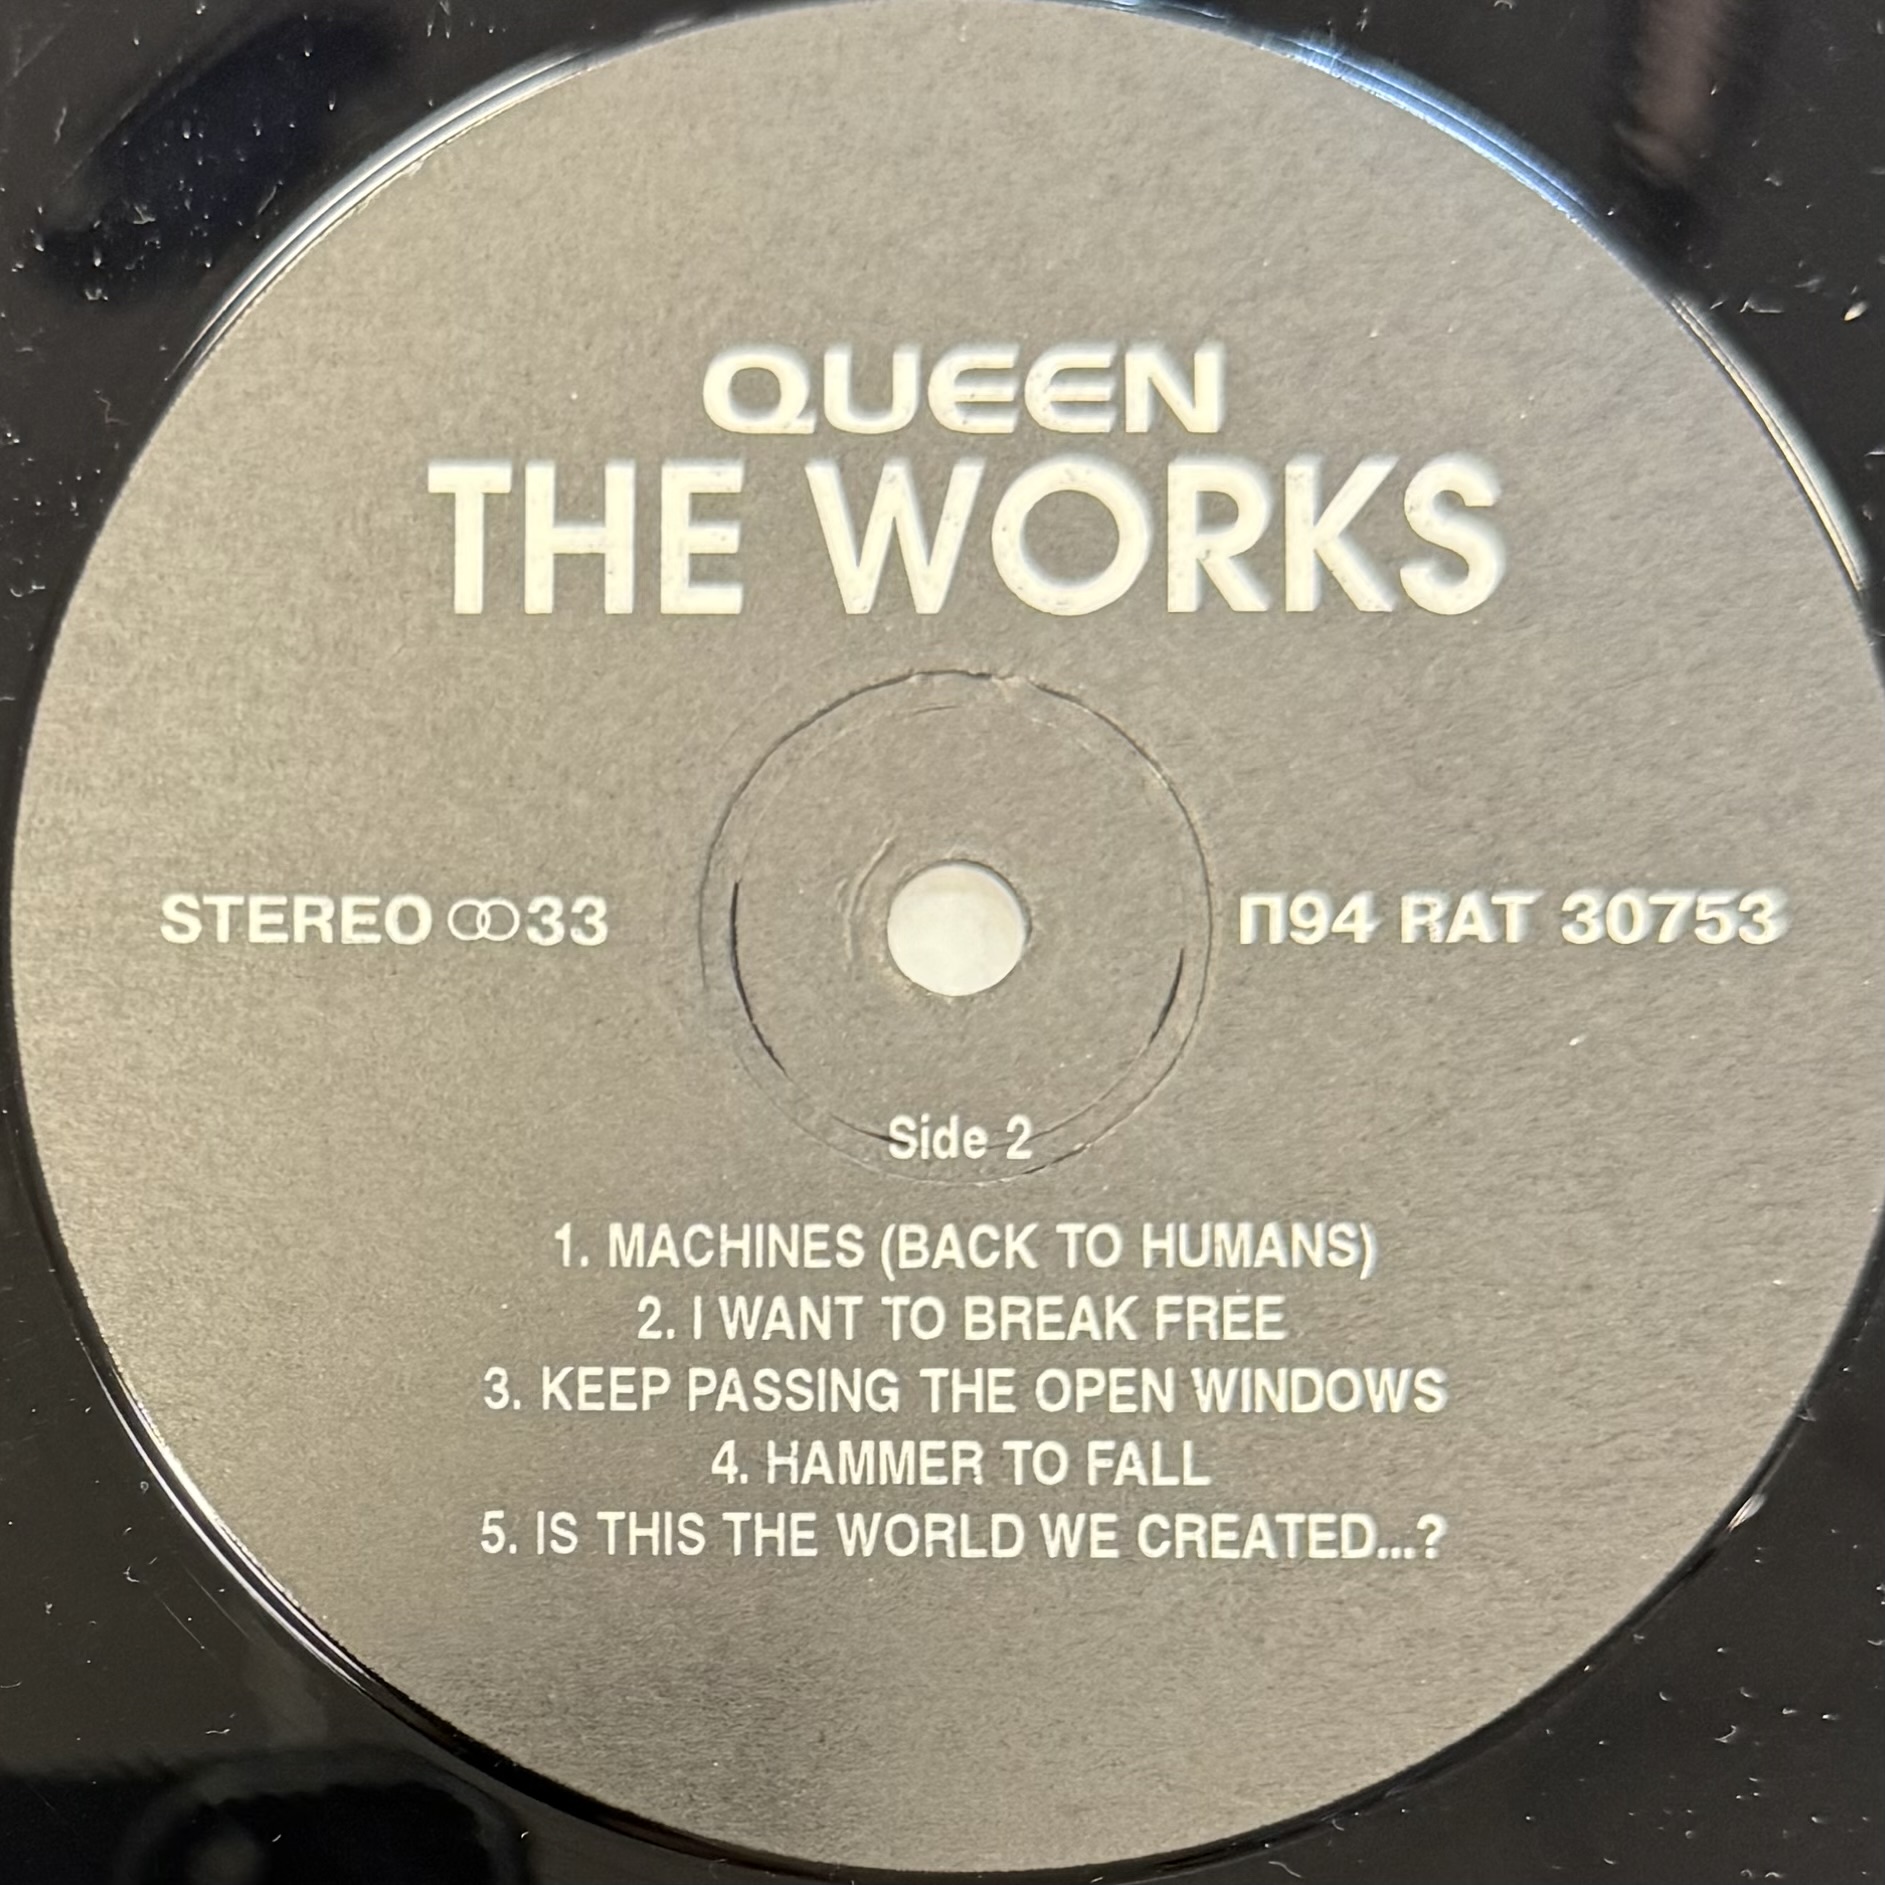 QUEEN
THE WORKS
STEREO 33
П94 RAT 30753
Side 2
1. MACHINES (BACK TO HUMANS)
2. I WANT TO BREAK FREE
3. KEEP PASSING THE OPEN WINDOWS
4. HAMMER TO FALL
5. IS THIS THE WORLD WE CREATED...?